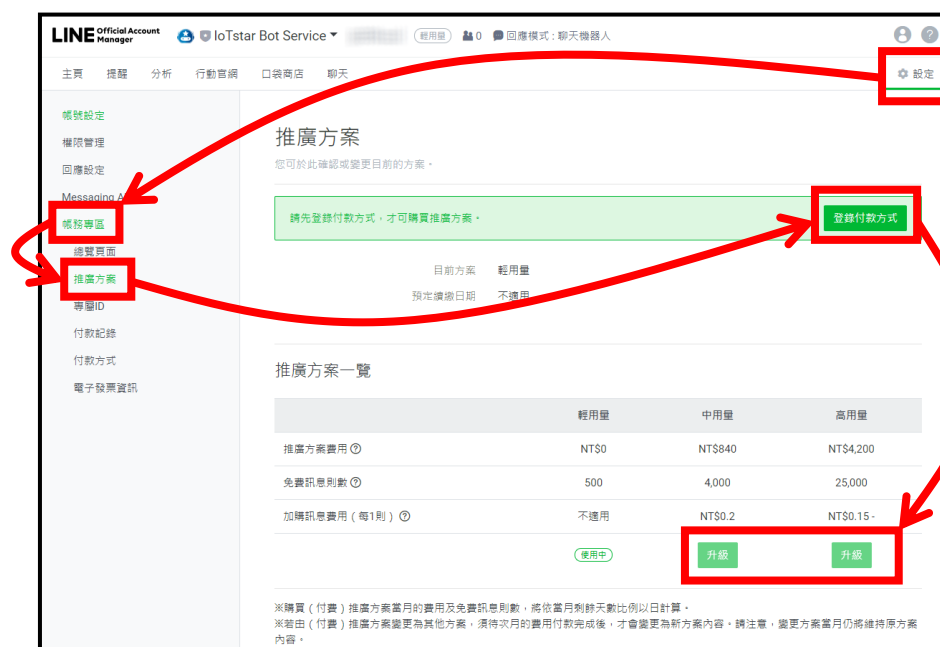 LINE Official Account Manager IoTstar Bot Service 輕用量 0 回應模式 : 聊天機器人
主頁 提醒 分析 行動官網 口袋商店 聊天 設定
帳號設定
權限管理
回應設定
Messaging A
帳務專區
總覽頁面
推廣方案
專屬ID
付款記錄
付款方式
電子發票資訊
推廣方案
您可於此確認或變更目前的方案。
請先登錄付款方式,才可購買推廣方案。 登錄付款方式
目前方案 輕用量
預定續繳日期 不適用
推廣方案一覽
輕用量 中用量 高用量
推廣方案費用 NT$0 NT$840 NT$4,200
免費訊息則數 500 4,000 25,000
加購訊息費用 ( 每1則 ) 不適用 NT$0.2 NT$0.15 -
使用中 升級 升級
※購買 ( 付費 ) 推廣方案當月的費用及免費訊息則數,將依當月剩餘天數比例以日計算。
※若由 ( 付費 ) 推廣方案變更為其他方案,須待次月的費用付款完成後,才會變更為新方案內容。請注意,變更方案當月仍將維持原方案
內容。